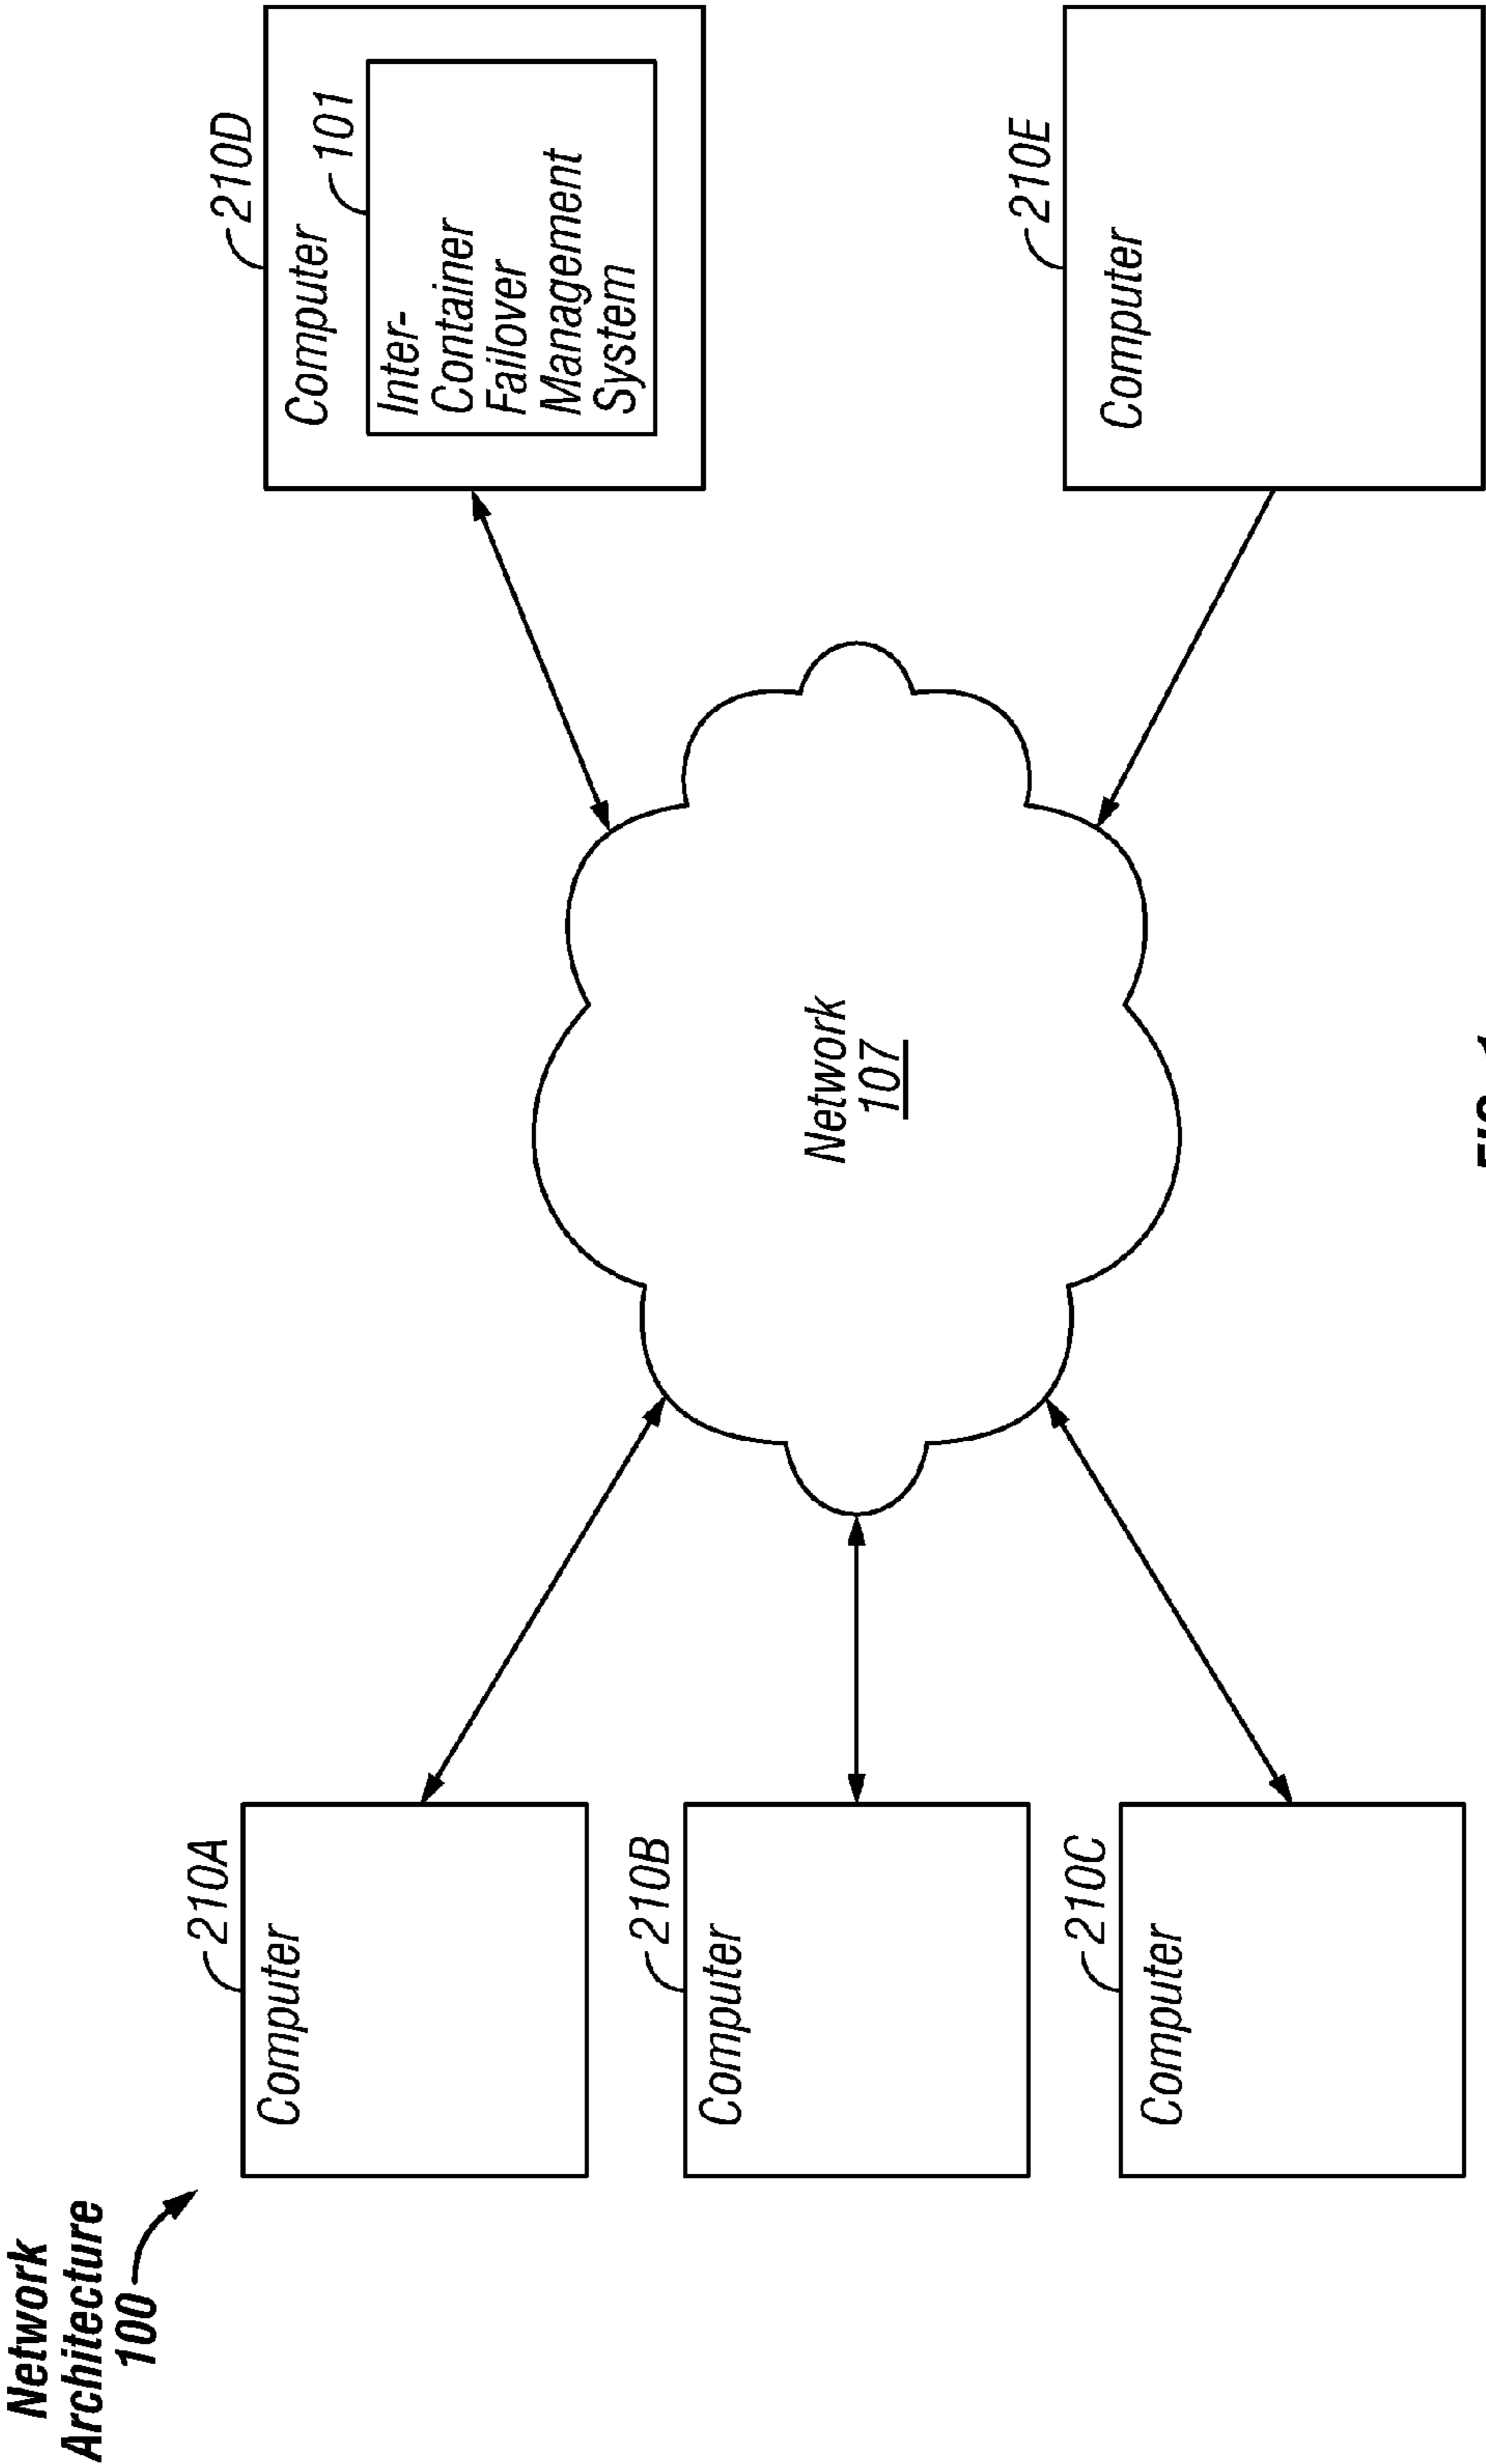 Network
Architecture
100
210A
Computer
210B
Computer
210C
Computer
Network
107
210D
Computer
101
Inter-
Container
Failover
Management
System
210E
Computer